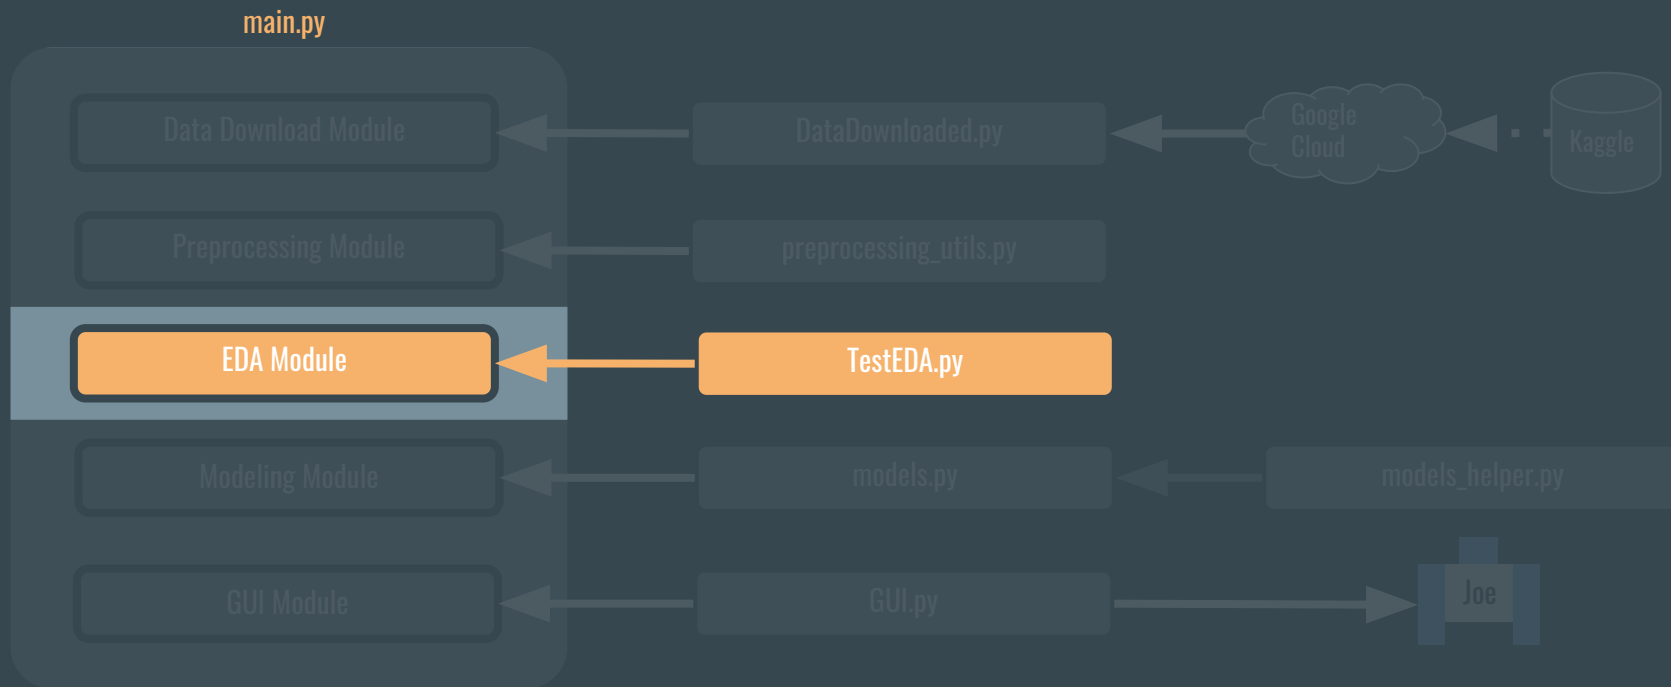 main.py
Data Download Module
DataDownloaded.py
Google
Cloud
Kaggle
Preprocessing Module
preprocessing_utils.py
EDA Module
TestEDA.py
Modeling Module
models.py
models_helper.py
GUI Module
GUI.py
Joe